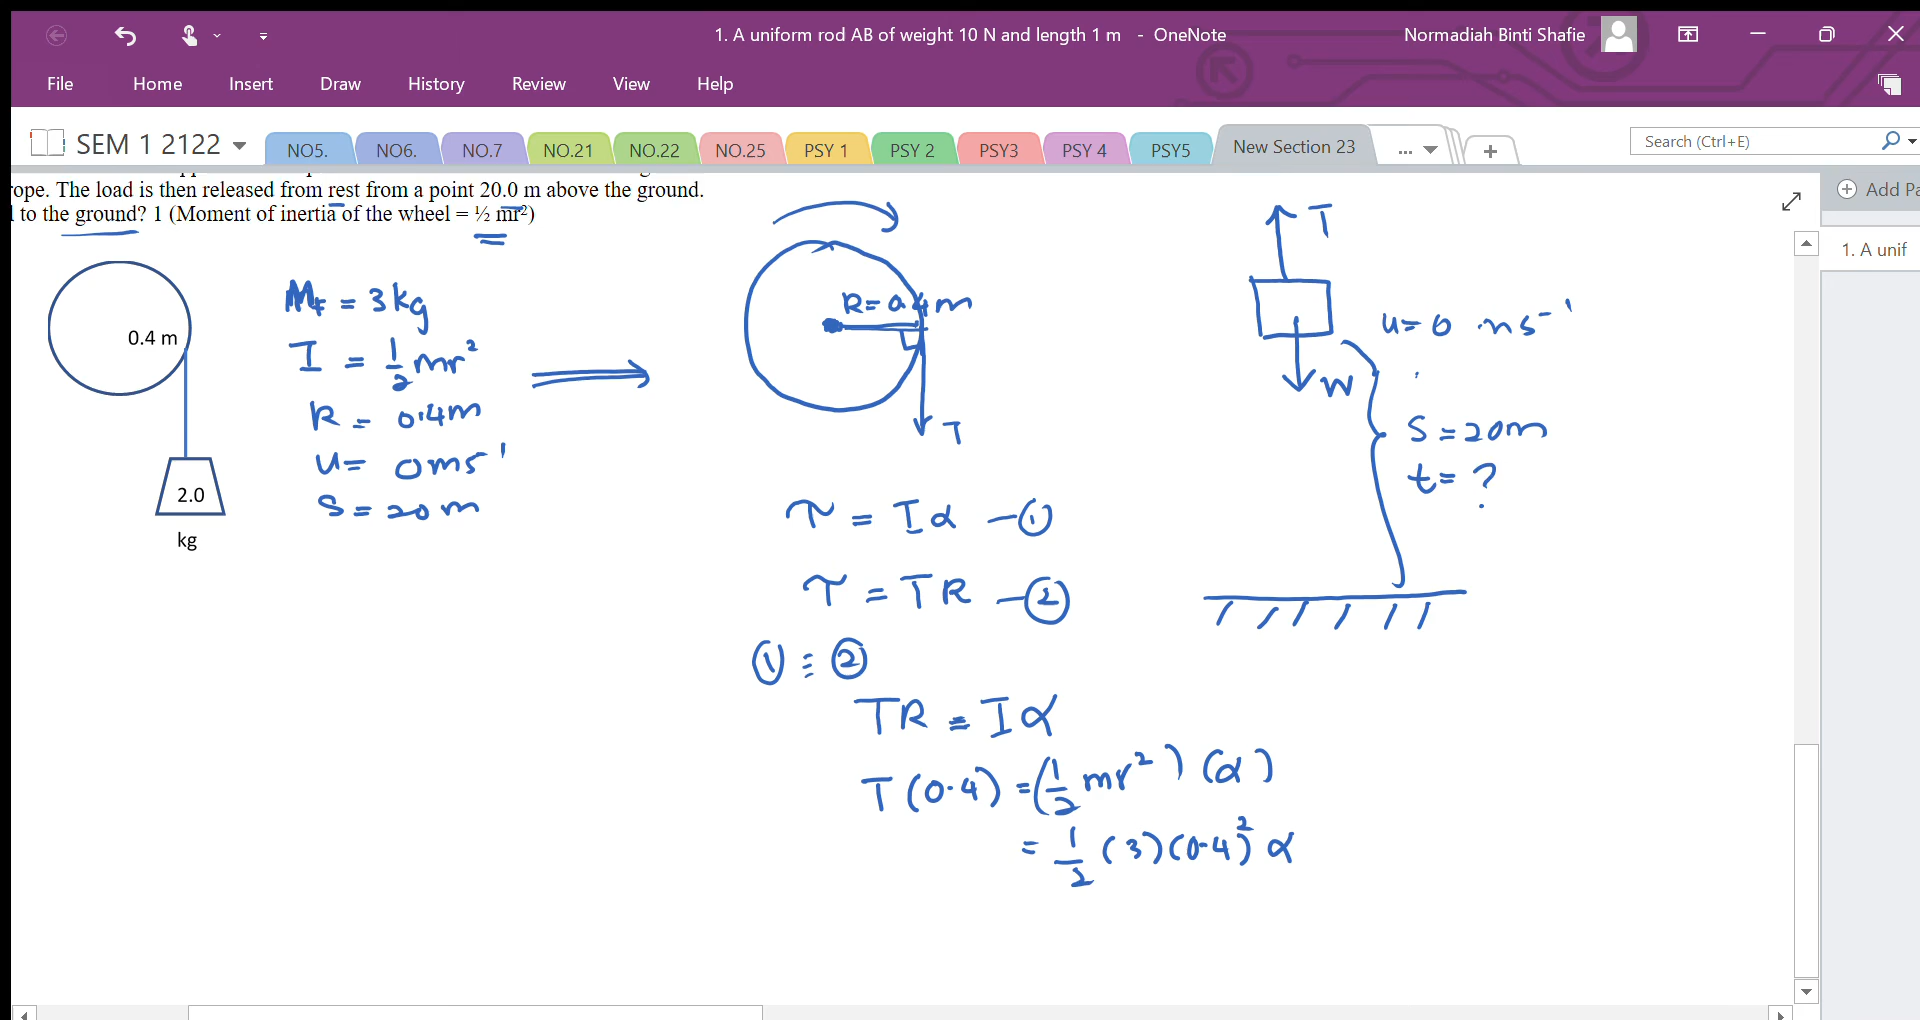 1. A uniform rod AB of weight 10 N and length 1 m - OneNote
Normadiah Binti Shafie
File Home Insert Draw History Review View Help
SEM 1 2122
NO5. NO6. NO.7 NO.21 NO.22 NO.25 PSY 1 PSY 2 PSY3 PSY 4 PSY5 New Section 23 ... +
Search (Ctrl+E)
Add Pa
1. A unif
ope. The load is then released from rest from a point 20.0 m above the ground.
l to the ground? 1 (Moment of inertia of the wheel = ½ mr²)
0.4 m
2.0
kg
= 3kg
I = 1/2 mr²
R = 0.4m
u = 0ms⁻¹
S = 20m
R = 0.4m
T
T
W
u = 0 ms⁻¹
S = 20m
t = ?
τ = Iα —①
τ = TR —②
① = ②
TR = Iα
T(0.4) = (1/2 mr²)(α)
= 1/2 (3)(0.4)² α